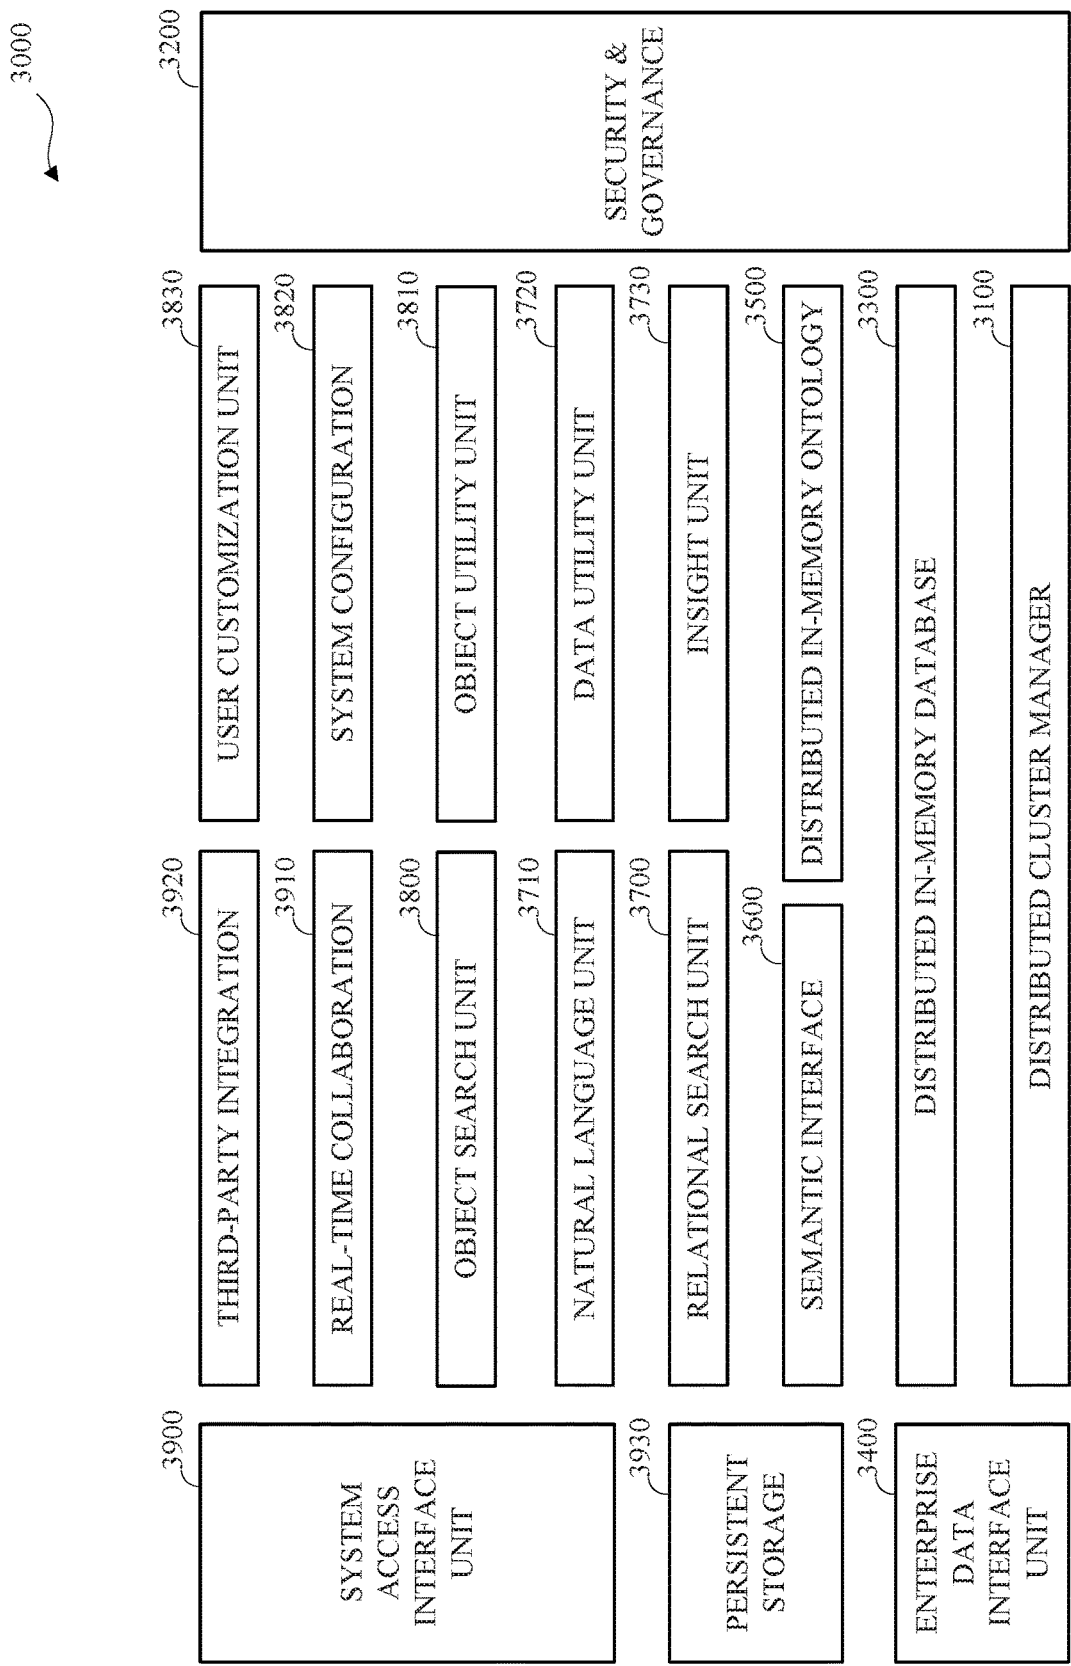 3000
3900
SYSTEM
ACCESS
INTERFACE
UNIT
3930
PERSISTENT
STORAGE
3400
ENTERPRISE
DATA
INTERFACE
UNIT
3920
THIRD-PARTY INTEGRATION
3830
USER CUSTOMIZATION UNIT
3910
REAL-TIME COLLABORATION
3820
SYSTEM CONFIGURATION
3800
OBJECT SEARCH UNIT
3810
OBJECT UTILITY UNIT
3710
NATURAL LANGUAGE UNIT
3720
DATA UTILITY UNIT
3700
RELATIONAL SEARCH UNIT
3730
INSIGHT UNIT
3600
SEMANTIC INTERFACE
3500
DISTRIBUTED IN-MEMORY ONTOLOGY
3300
DISTRIBUTED IN-MEMORY DATABASE
3100
DISTRIBUTED CLUSTER MANAGER
3200
SECURITY &
GOVERNANCE